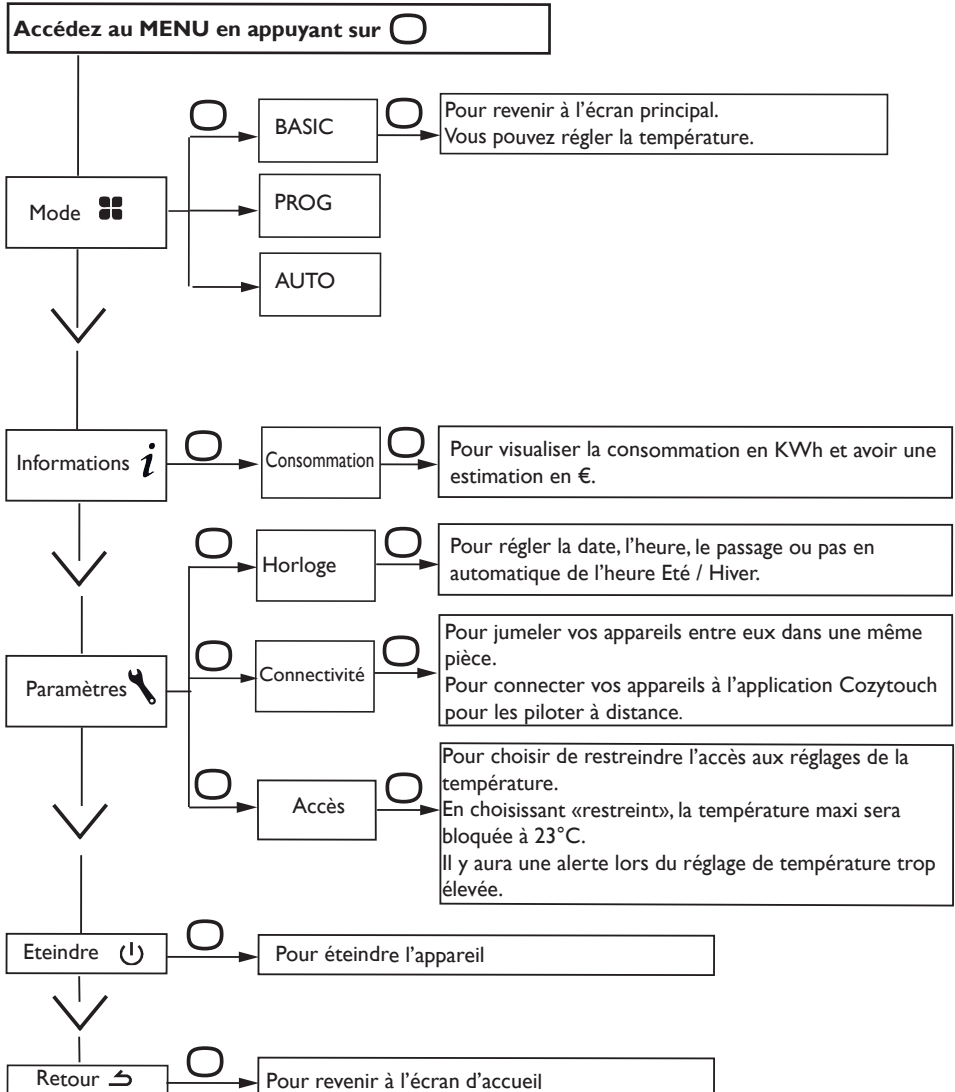 Accédez au MENU en appuyant sur
BASIC
Pour revenir à l'écran principal.
Vous pouvez régler la température.
Mode
PROG
AUTO
Informations i
Consommation
Pour visualiser la consommation en KWh et avoir une
estimation en €.
Horloge
Pour régler la date, l'heure, le passage ou pas en
automatique de l'heure Eté / Hiver.
Paramètres
Connectivité
Pour jumeler vos appareils entre eux dans une même
pièce.
Pour connecter vos appareils à l'application Cozytouch
pour les piloter à distance.
Accès
Pour choisir de restreindre l'accès aux réglages de la
température.
En choisissant «restreint», la température maxi sera
bloquée à 23°C.
Il y aura une alerte lors du réglage de température trop
élevée.
Eteindre
Pour éteindre l'appareil
Retour
Pour revenir à l'écran d'accueil